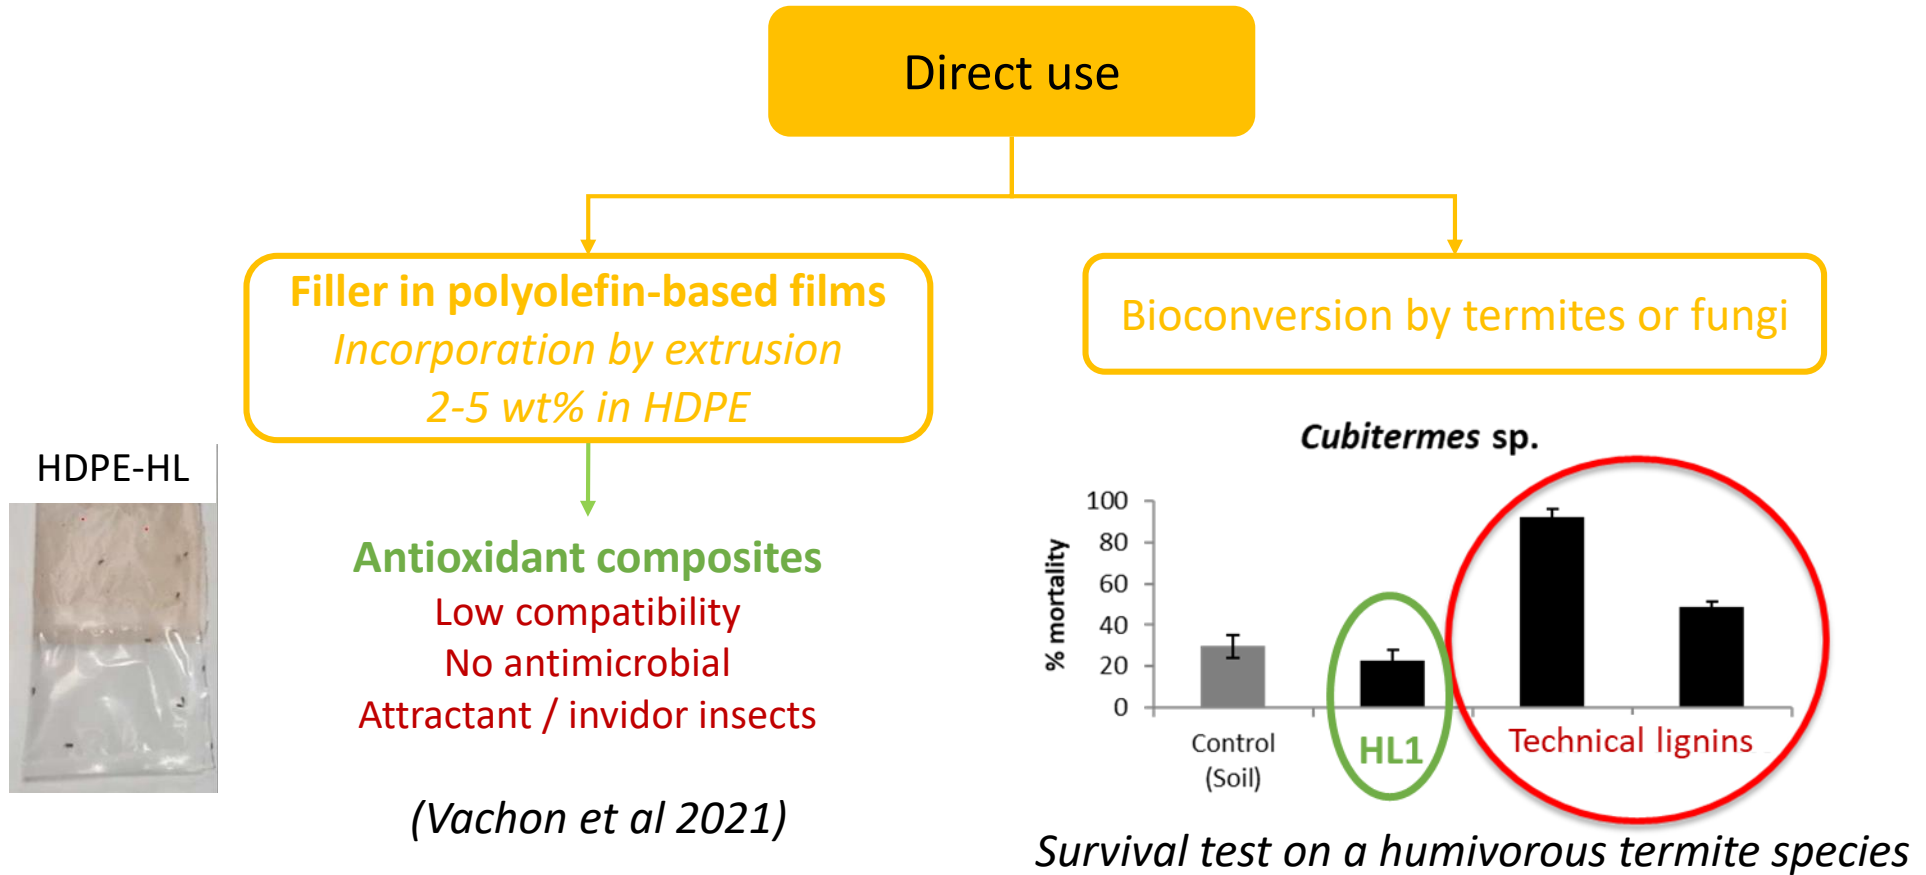 Direct use
Filler in polyolefin-based films
Incorporation by extrusion
2-5 wt% in HDPE
Bioconversion by termites or fungi
HDPE-HL
Antioxidant composites
Low compatibility
No antimicrobial
Attractant / invidor insects
(Vachon et al 2021)
Cubitermes sp.
% mortality
100
80
60
40
20
0
Control
(Soil)
HL1
Technical lignins
Survival test on a humivorous termite species